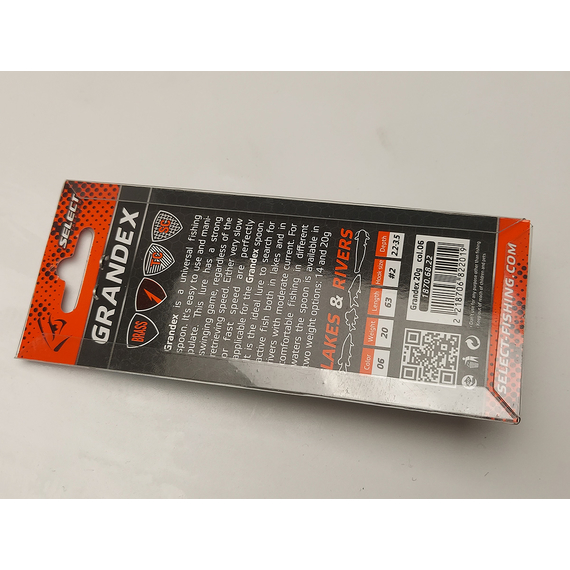 SELECT
GRANDEX
BRASS
1
Grandex is a universal fishing
spoon. It's easy to use and mani-
pulate. This lure has a strong
swinging game, regardless of the
retrieving speed. Either very slow
or fast speed are perfectly
applicable for the Grandex spoon.
It is the ideal lure to search for
active fish both in lakes and in
rivers with moderate current. For
comfortable fishing in different
waters the spoon is available in
two weight options: 14 and 20g
LAKES & RIVERS
Color Weight Length Hook size Depth
06 20 63 #2 2.2-3.5
Grandex 20g col.06
1870.68.22
SELECT-FISHING.COM